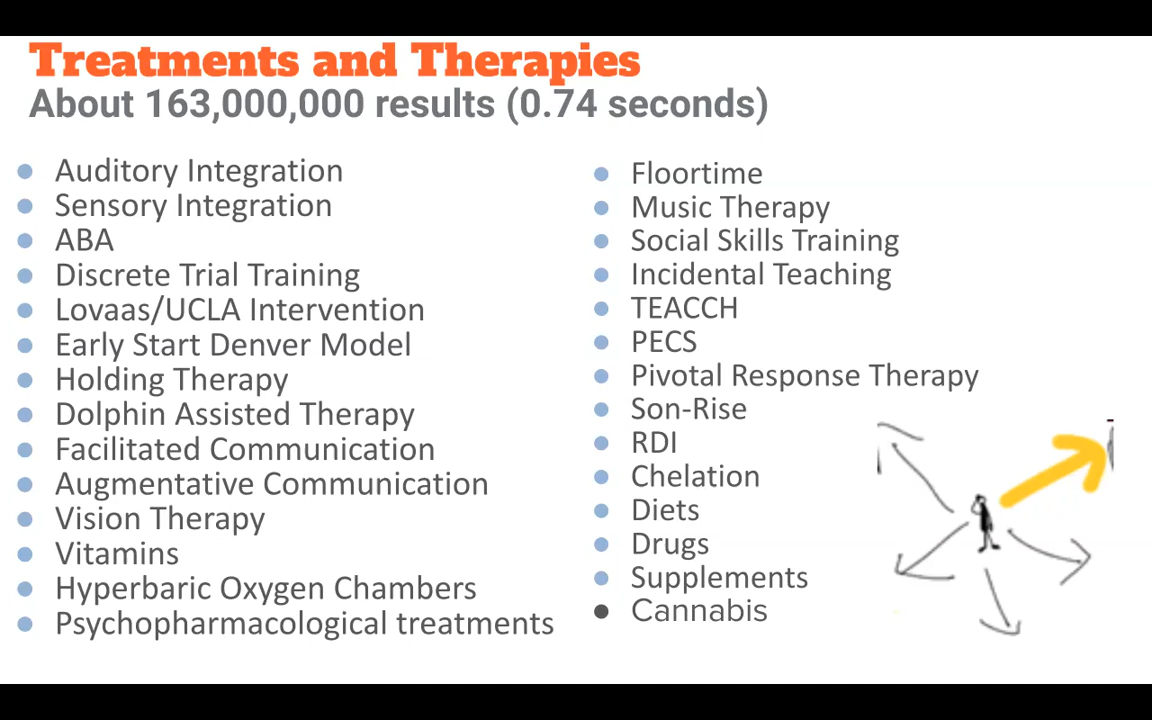 Treatments and Therapies
About 163,000,000 results (0.74 seconds)
Auditory Integration
Sensory Integration
ABA
Discrete Trial Training
Lovaas/UCLA Intervention
Early Start Denver Model
Holding Therapy
Dolphin Assisted Therapy
Facilitated Communication
Augmentative Communication
Vision Therapy
Vitamins
Hyperbaric Oxygen Chambers
Psychopharmacological treatments
Floortime
Music Therapy
Social Skills Training
Incidental Teaching
TEACCH
PECS
Pivotal Response Therapy
Son-Rise
RDI
Chelation
Diets
Drugs
Supplements
Cannabis